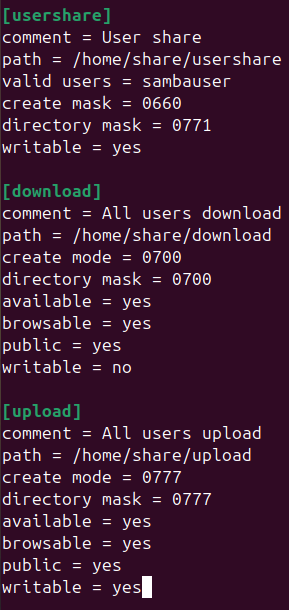 [usershare]
comment = User share
path = /home/share/usershare
valid users = sambauser
create mask = 0660
directory mask = 0771
writable = yes
[download]
comment = All users download
path = /home/share/download
create mode = 0700
directory mask = 0700
available = yes
browsable = yes
public = yes
writable = no
[upload]
comment = All users upload
path = /home/share/upload
create mode = 0777
directory mask = 0777
available = yes
browsable = yes
public = yes
writable = yes